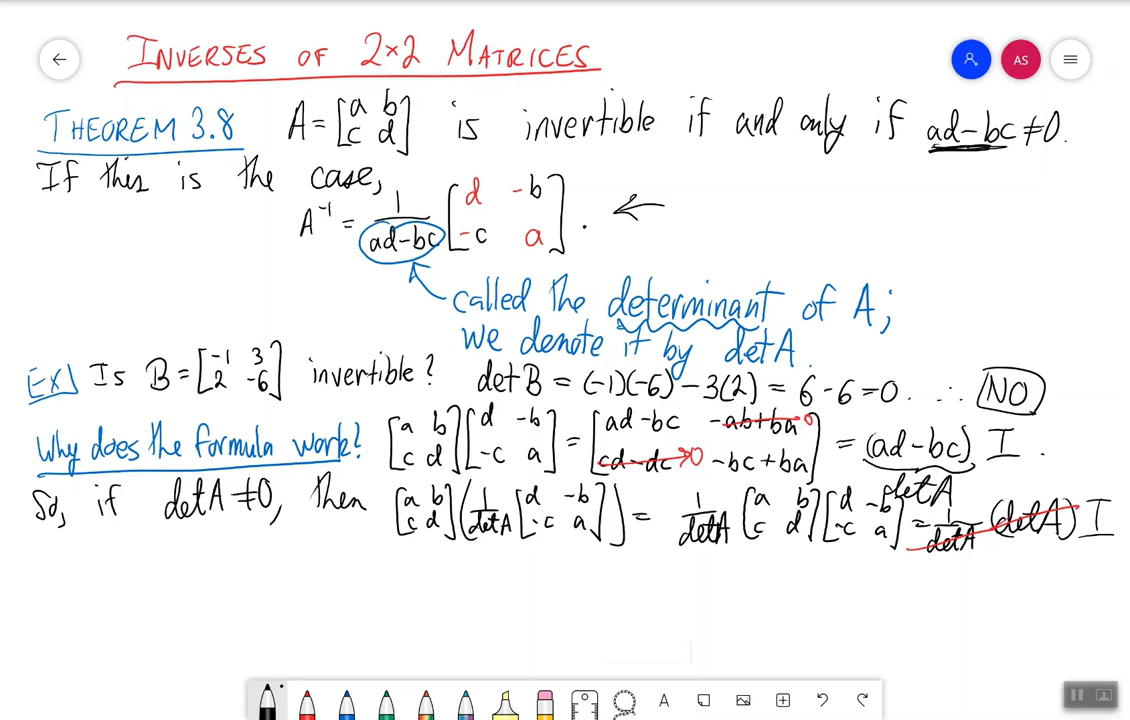 INVERSES OF 2×2 MATRICES
AS
THEOREM 3.8 A = [a b; c d] is invertible if and only if ad-bc≠0.
If this is the case,
A⁻¹ = 1/(ad-bc) [d -b; -c a]. ←
called the determinant of A;
we denote it by detA.
Ex) Is B = [-1 3; 2 -6] invertible? detB = (-1)(-6) - 3(2) = 6 - 6 = 0. ∴ NO
Why does the formula work? [a b; c d][d -b; -c a] = [ad-bc -ab+ba 0; cd-dc→0 -bc+ba] = (ad-bc) I.
detA
So, if detA≠0, then [a b; c d](1/detA [d -b; -c a]) = 1/detA [a b; c d][d -b; -c a] = 1/detA (detA) I
A